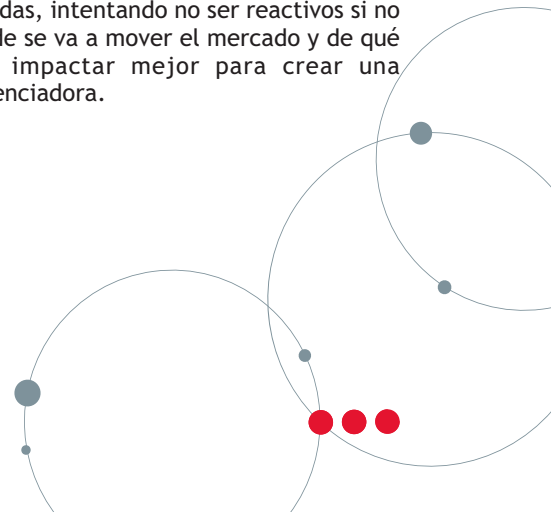 das, intentando no ser reactivos si no
de se va a mover el mercado y de qué
impactar mejor para crear una
enciadora.